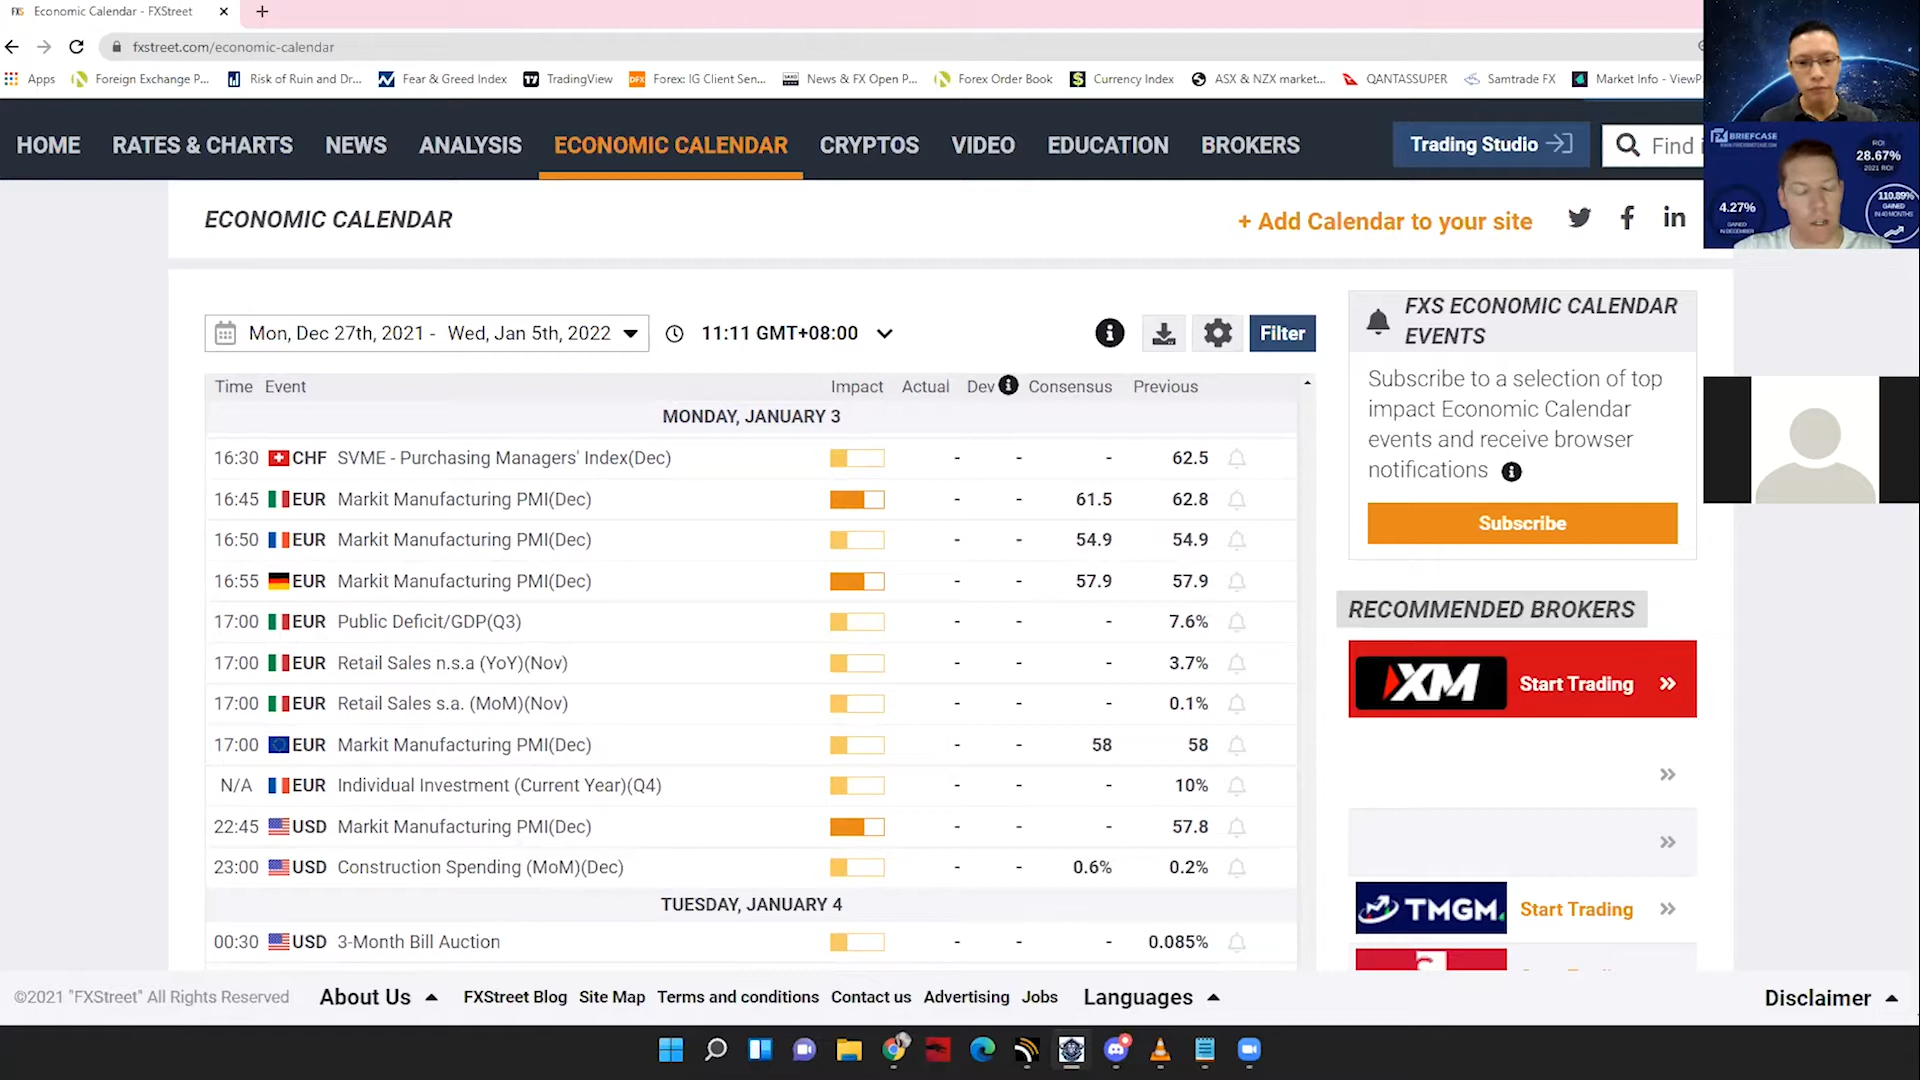 Economic Calendar - FXStreet
fxstreet.com/economic-calendar
Apps Foreign Exchange P... Risk of Ruin and Dr... Fear & Greed Index TradingView Forex: IG Client Sen... News & FX Open P... Forex Order Book Currency Index ASX & NZX market... QANTASSUPER Samtrade FX Market Info - ViewP
HOME RATES & CHARTS NEWS ANALYSIS ECONOMIC CALENDAR CRYPTOS VIDEO EDUCATION BROKERS Trading Studio Find i
BRIEFCASE
ROI
28.67%
2021 ROI
4.27%
GAINED
IN DECEMBER
110.89%
GAINED
IN 40 MONTHS
ECONOMIC CALENDAR
+ Add Calendar to your site
Mon, Dec 27th, 2021 - Wed, Jan 5th, 2022 11:11 GMT+08:00 Filter
Time Event Impact Actual Dev Consensus Previous
MONDAY, JANUARY 3
16:30 CHF SVME - Purchasing Managers' Index(Dec) - - - 62.5
16:45 EUR Markit Manufacturing PMI(Dec) - - 61.5 62.8
16:50 EUR Markit Manufacturing PMI(Dec) - - 54.9 54.9
16:55 EUR Markit Manufacturing PMI(Dec) - - 57.9 57.9
17:00 EUR Public Deficit/GDP(Q3) - - - 7.6%
17:00 EUR Retail Sales n.s.a (YoY)(Nov) - - - 3.7%
17:00 EUR Retail Sales s.a. (MoM)(Nov) - - - 0.1%
17:00 EUR Markit Manufacturing PMI(Dec) - - 58 58
N/A EUR Individual Investment (Current Year)(Q4) - - - 10%
22:45 USD Markit Manufacturing PMI(Dec) - - - 57.8
23:00 USD Construction Spending (MoM)(Dec) - - 0.6% 0.2%
TUESDAY, JANUARY 4
00:30 USD 3-Month Bill Auction - - - 0.085%
FXS ECONOMIC CALENDAR
EVENTS
Subscribe to a selection of top
impact Economic Calendar
events and receive browser
notifications
Subscribe
RECOMMENDED BROKERS
XM Start Trading
TMGM Start Trading
©2021 "FXStreet" All Rights Reserved About Us FXStreet Blog Site Map Terms and conditions Contact us Advertising Jobs Languages Disclaimer